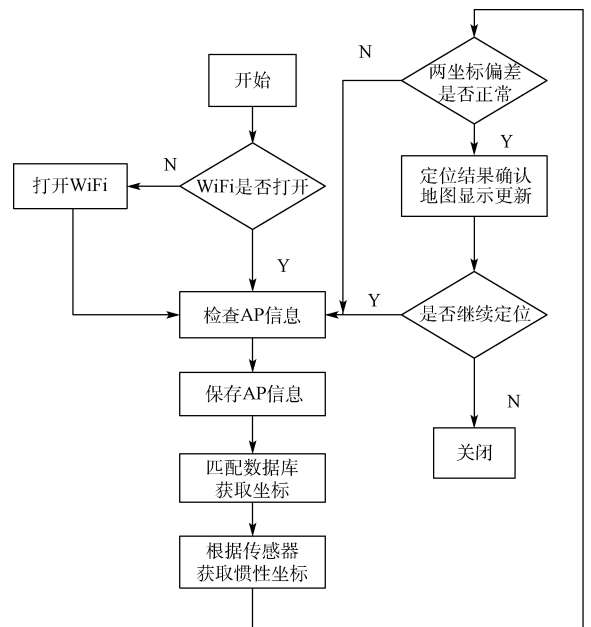 开始
WiFi是否打开
N
打开WiFi
Y
检查AP信息
保存AP信息
匹配数据库
获取坐标
根据传感器
获取惯性坐标
两坐标偏差
是否正常
N
Y
定位结果确认
地图显示更新
是否继续定位
Y
N
关闭